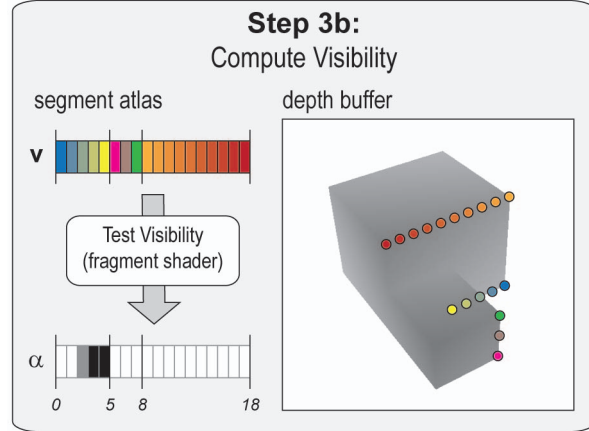 Step 3b:
Compute Visibility
segment atlas
depth buffer
v
Test Visibility
(fragment shader)
α
0 5 8 18